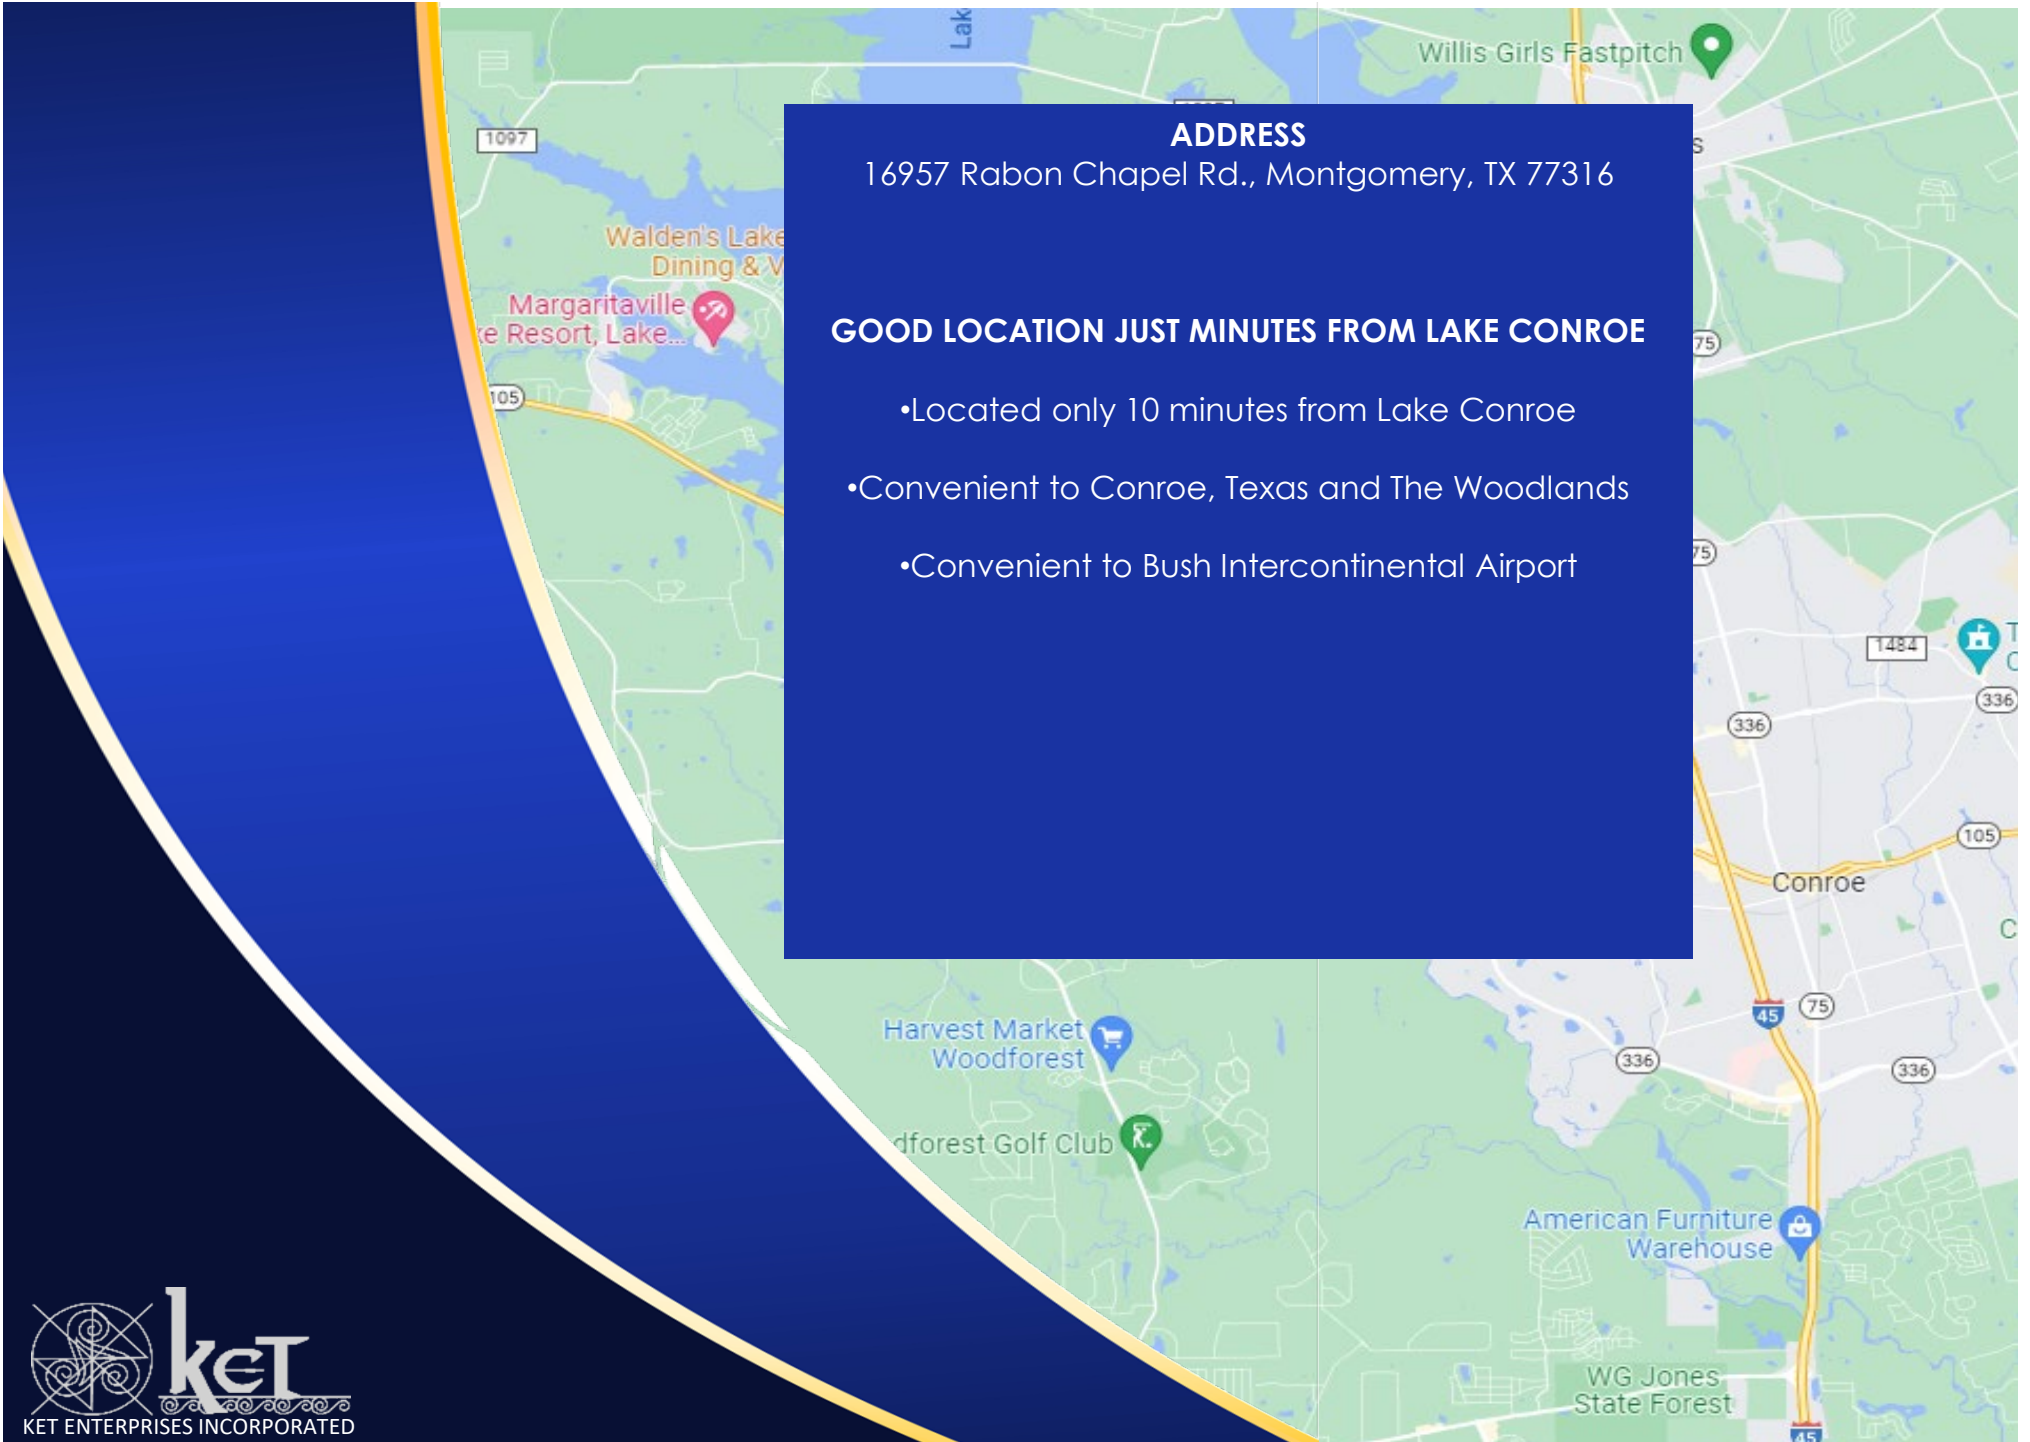 Lak
Willis Girls Fastpitch
1097
ADDRESS
16957 Rabon Chapel Rd., Montgomery, TX 77316
s
Walden's Lake
Dining & V
Margaritaville
e Resort, Lake...
GOOD LOCATION JUST MINUTES FROM LAKE CONROE
75
105
•Located only 10 minutes from Lake Conroe
•Convenient to Conroe, Texas and The Woodlands
75
•Convenient to Bush Intercontinental Airport
1484
T
C
336
336
105
Conroe
C
45
75
Harvest Market
Woodforest
336
336
dforest Golf Club
American Furniture
Warehouse
WG Jones
State Forest
45
ket
KET ENTERPRISES INCORPORATED